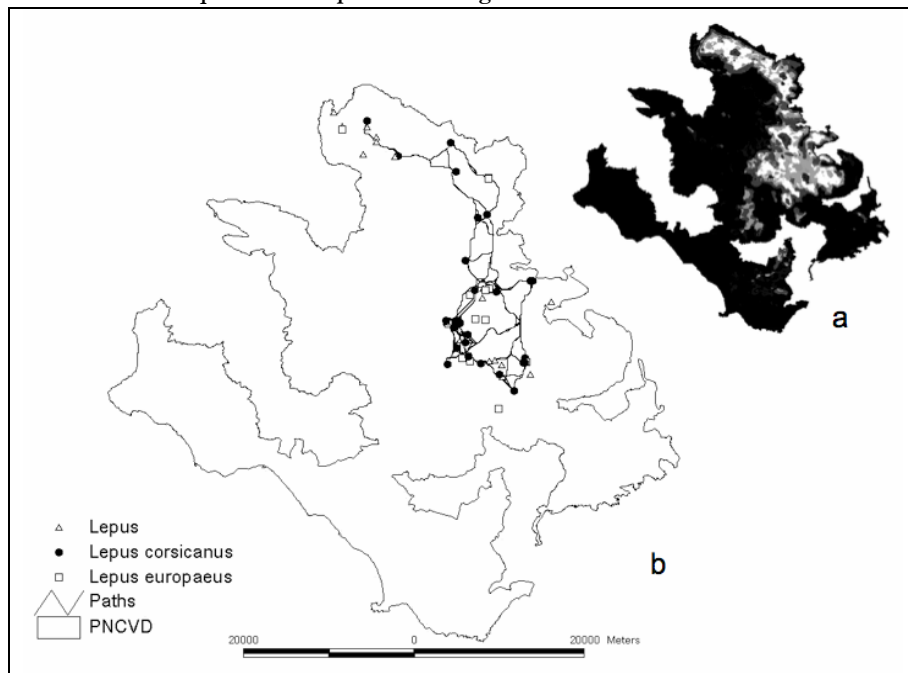 a
b
Lepus
Lepus corsicanus
Lepus europaeus
Paths
PNCVD
20000 0 20000 Meters